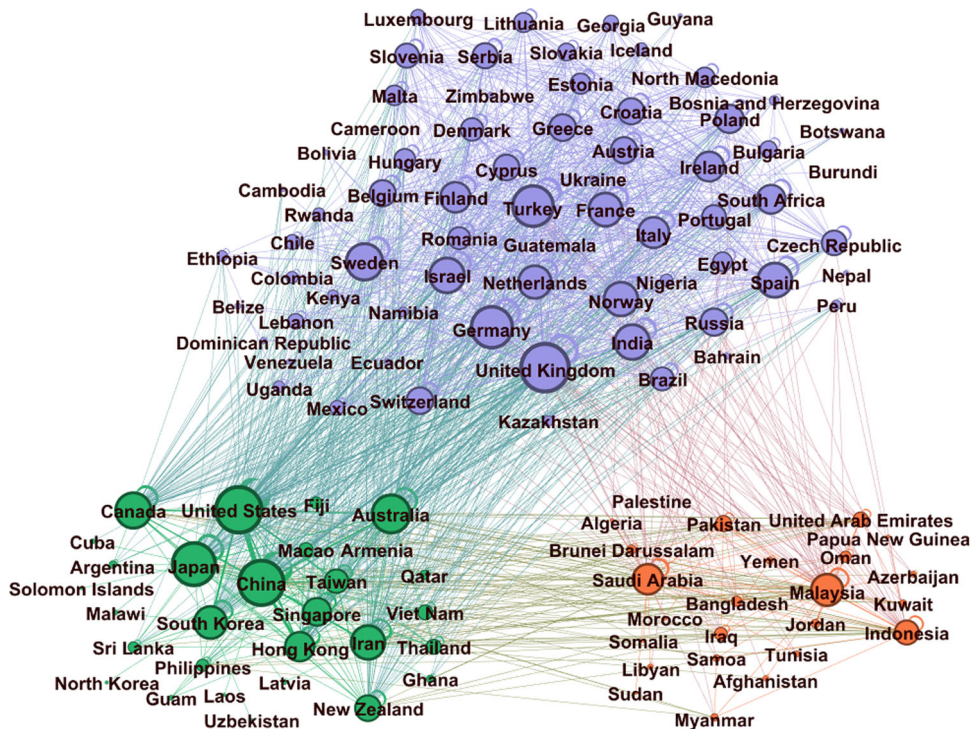 Luxembourg
Lithuania
Georgia
Guyana
Slovenia
Serbia
Slovakia
Iceland
Estonia
North Macedonia
Malta
Zimbabwe
Croatia
Bosnia and Herzegovina
Poland
Cameroon
Denmark
Greece
Botswana
Bolivia
Hungary
Cyprus
Austria
Ireland
Bulgaria
Burundi
Cambodia
Belgium
Finland
Ukraine
South Africa
Rwanda
Turkey
France
Portugal
Chile
Romania
Guatemala
Italy
Czech Republic
Ethiopia
Sweden
Israel
Netherlands
Nigeria
Egypt
Spain
Nepal
Colombia
Kenya
Norway
Belize
Lebanon
Namibia
Germany
India
Russia
Peru
Dominican Republic
Venezuela
Ecuador
United Kingdom
Bahrain
Uganda
Mexico
Switzerland
Brazil
Kazakhstan
Canada
United States
Fiji
Australia
Cuba
Macao
Armenia
Argentina
Japan
China
Taiwan
Qatar
Solomon Islands
Malawi
South Korea
Singapore
Viet Nam
Sri Lanka
Philippines
Hong Kong
Iran
Thailand
North Korea
Guam
Laos
Latvia
Ghana
Uzbekistan
New Zealand
Palestine
Algeria
Pakistan
United Arab Emirates
Papua New Guinea
Brunei Darussalam
Yemen
Oman
Saudi Arabia
Malaysia
Azerbaijan
Bangladesh
Kuwait
Morocco
Jordan
Indonesia
Somalia
Iraq
Libyan
Samoa
Tunisia
Sudan
Afghanistan
Myanmar